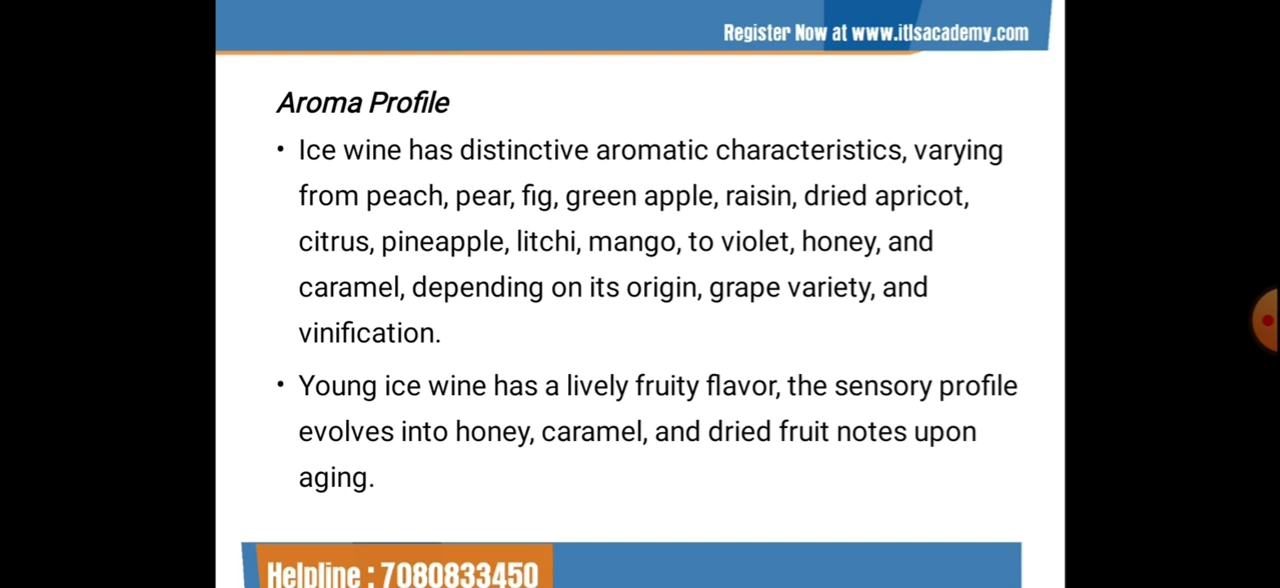 Register Now at www.itlsacademy.com
Aroma Profile
• Ice wine has distinctive aromatic characteristics, varying
from peach, pear, fig, green apple, raisin, dried apricot,
citrus, pineapple, litchi, mango, to violet, honey, and
caramel, depending on its origin, grape variety, and
vinification.
• Young ice wine has a lively fruity flavor, the sensory profile
evolves into honey, caramel, and dried fruit notes upon
aging.
Helpline : 7080833450